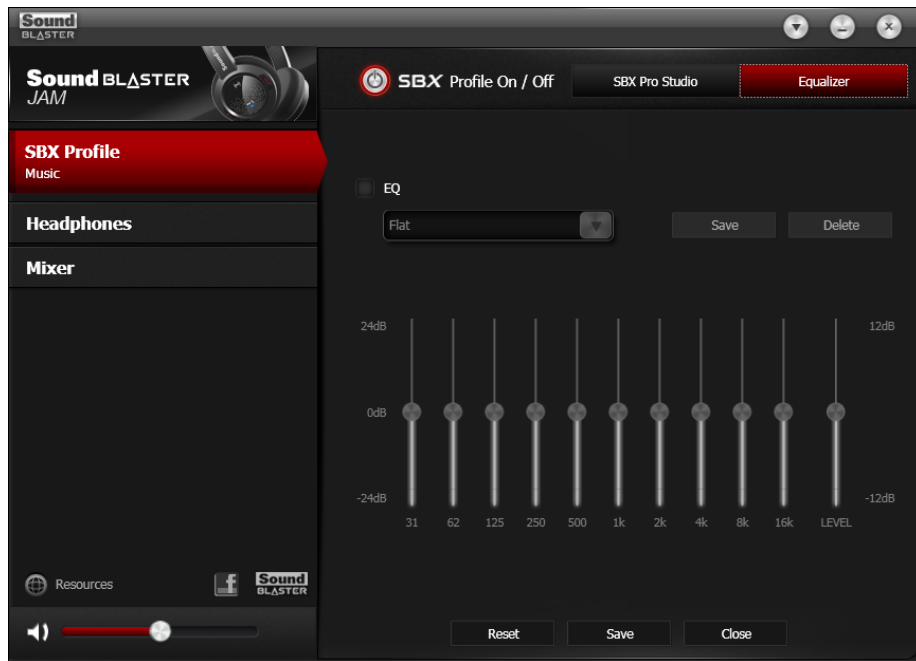 Sound
BLASTER
Sound BLASTER
JAM
SBX Profile On / Off
SBX Pro Studio
Equalizer
SBX Profile
Music
Headphones
Mixer
EQ
Flat
Save
Delete
24dB
12dB
0dB
-24dB
-12dB
31 62 125 250 500 1k 2k 4k 8k 16k LEVEL
Resources
f
Sound
BLASTER
Reset
Save
Close